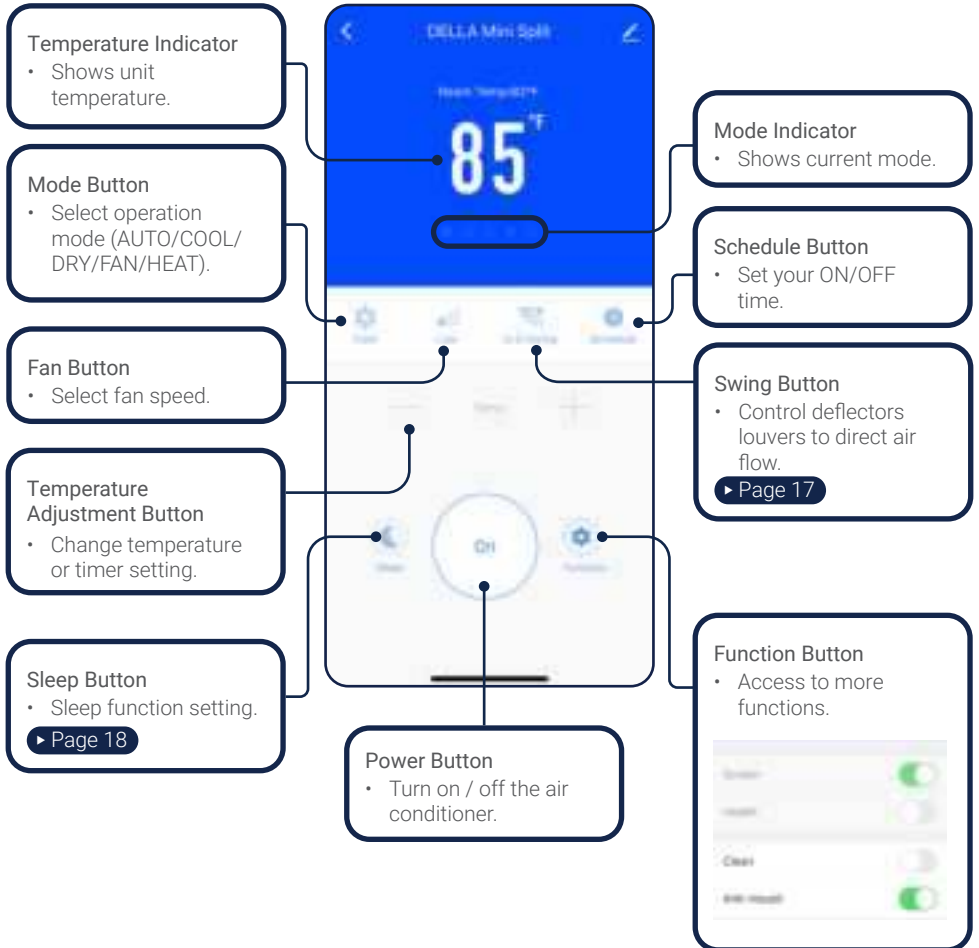 Temperature Indicator
• Shows unit
temperature.
Mode Button
• Select operation
mode (AUTO/COOL/
DRY/FAN/HEAT).
Fan Button
• Select fan speed.
Temperature
Adjustment Button
• Change temperature
or timer setting.
Sleep Button
• Sleep function setting.
▸ Page 18
DELLA Mini Split
85°F
On
Power Button
• Turn on / off the air
conditioner.
Mode Indicator
• Shows current mode.
Schedule Button
• Set your ON/OFF
time.
Swing Button
• Control deflectors
louvers to direct air
flow.
▸ Page 17
Function Button
• Access to more
functions.
Clean